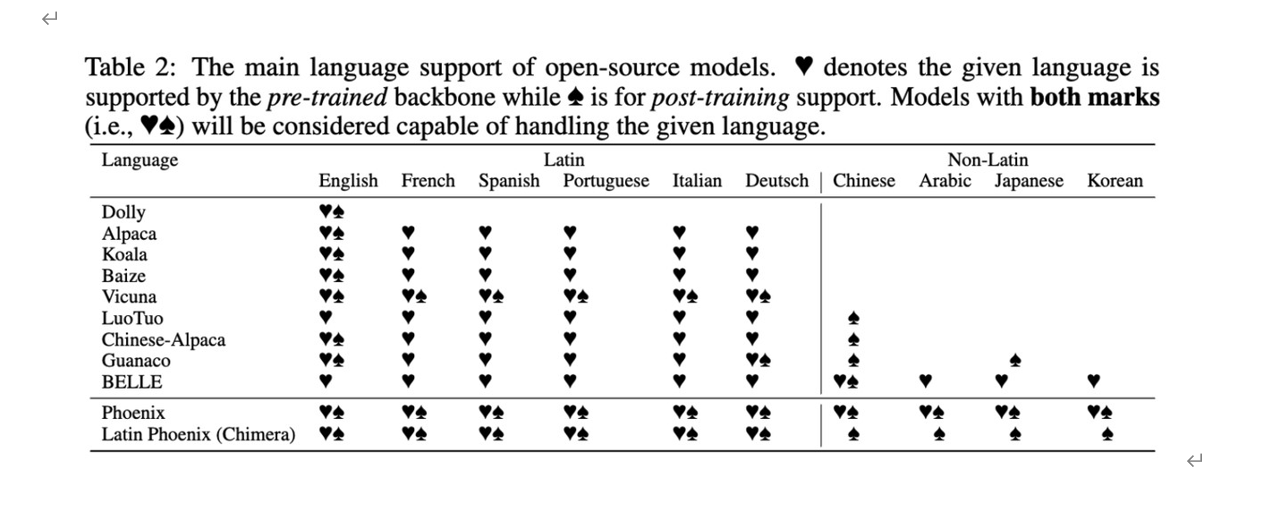 Table 2: The main language support of open-source models. ♥ denotes the given language is
supported by the pre-trained backbone while ♠ is for post-training support. Models with both marks
(i.e., ♥♠) will be considered capable of handling the given language.
Language Latin Non-Latin
English French Spanish Portuguese Italian Deutsch Chinese Arabic Japanese Korean
Dolly ♥♠
Alpaca ♥♠ ♥ ♥ ♥ ♥ ♥
Koala ♥♠ ♥ ♥ ♥ ♥ ♥
Baize ♥♠ ♥ ♥ ♥ ♥ ♥
Vicuna ♥♠ ♥♠ ♥♠ ♥♠ ♥♠ ♥♠
LuoTuo ♥ ♥ ♥ ♥ ♥ ♥ ♠
Chinese-Alpaca ♥♠ ♥ ♥ ♥ ♥ ♥ ♠
Guanaco ♥♠ ♥ ♥ ♥ ♥ ♥♠ ♠ ♠
BELLE ♥ ♥ ♥ ♥ ♥ ♥ ♥♠ ♥ ♥ ♥
Phoenix ♥♠ ♥♠ ♥♠ ♥♠ ♥♠ ♥♠ ♥♠ ♥♠ ♥♠ ♥♠
Latin Phoenix (Chimera) ♥♠ ♥♠ ♥♠ ♥♠ ♥♠ ♥♠ ♠ ♠ ♠ ♠